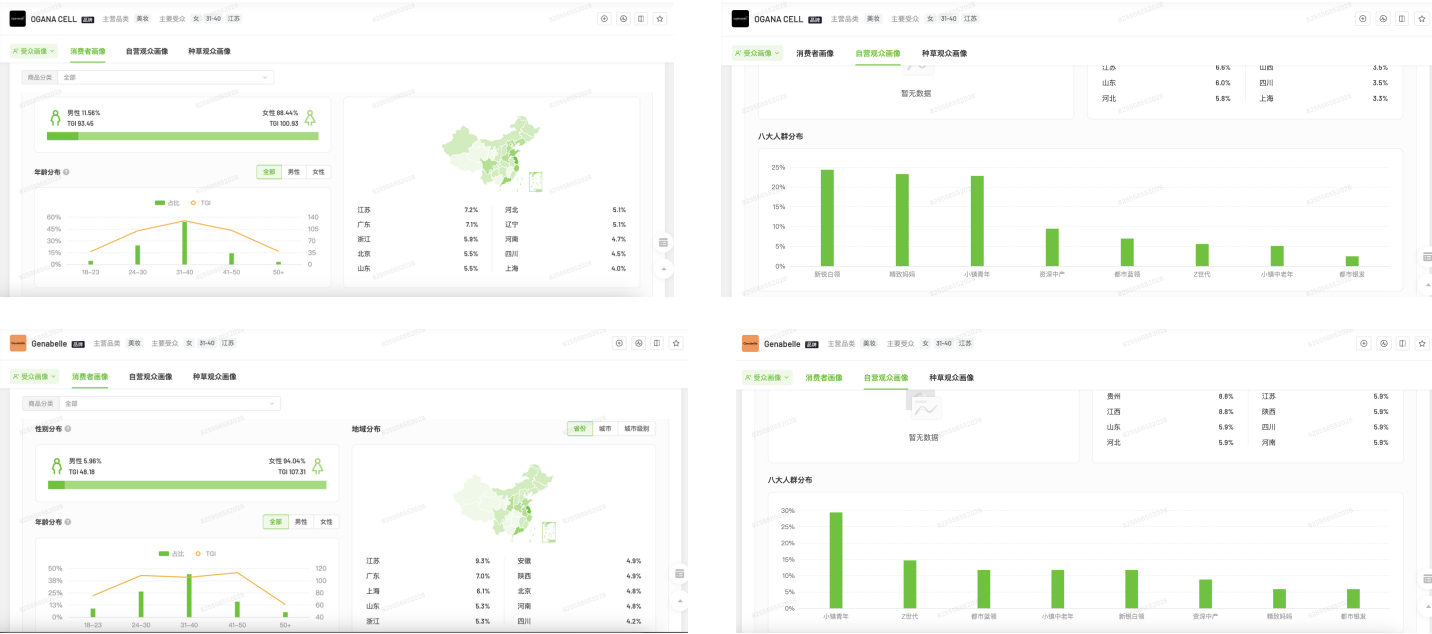 OGANA CELL 品牌 主营品类 美妆 主要受众 女 31-40 江苏
受众画像 消费者画像 自营观众画像 种草观众画像
商品分类 全部
男性 11.56% 女性 88.44%
TGI 93.45 TGI 100.93
年龄分布 全部 男性 女性
占比 TGI
60% 140
45% 105
30% 70
15% 35
0% 0
18-23 24-30 31-40 41-50 50+
江苏 7.2% 河北 5.1%
广东 7.1% 辽宁 5.1%
浙江 5.9% 河南 4.7%
北京 5.5% 四川 4.5%
山东 5.5% 上海 4.0%
OGANA CELL 品牌 主营品类 美妆 主要受众 女 31-40 江苏
受众画像 消费者画像 自营观众画像 种草观众画像
暂无数据
江苏 6.6% 山西 3.5%
山东 6.0% 四川 3.5%
河北 5.8% 上海 3.3%
八大人群分布
25%
20%
15%
10%
5%
0%
新锐白领 精致妈妈 小镇青年 资深中产 都市蓝领 Z世代 小镇中老年 都市银发
Genabelle 品牌 主营品类 美妆 主要受众 女 31-40 江苏
受众画像 消费者画像 自营观众画像 种草观众画像
商品分类 全部
性别分布 地域分布 省份 城市 城市级别
男性 5.96% 女性 94.04%
TGI 48.18 TGI 107.31
年龄分布 全部 男性 女性
占比 TGI
50% 120
38% 100
25% 80
13% 60
0% 40
18-23 24-30 31-40 41-50 50+
江苏 9.3% 安徽 4.9%
广东 7.0% 陕西 4.9%
上海 6.1% 北京 4.8%
山东 5.3% 河南 4.8%
浙江 5.3% 四川 4.2%
Genabelle 品牌 主营品类 美妆 主要受众 女 31-40 江苏
受众画像 消费者画像 自营观众画像 种草观众画像
暂无数据
贵州 8.8% 江苏 5.9%
江西 8.8% 陕西 5.9%
山东 5.9% 四川 5.9%
河北 5.9% 河南 5.9%
八大人群分布
30%
25%
20%
15%
10%
5%
0%
小镇青年 Z世代 都市蓝领 小镇中老年 新锐白领 资深中产 精致妈妈 都市银发